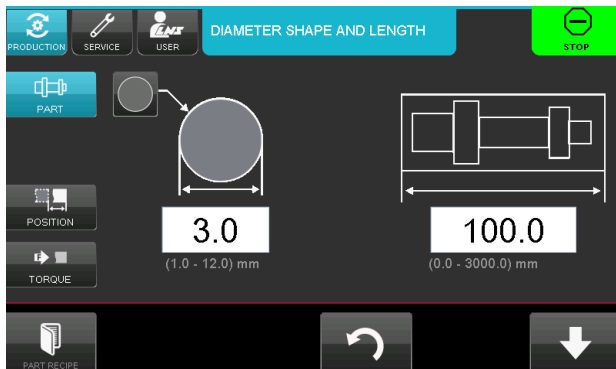 PRODUCTION
SERVICE
LNS
USER
DIAMETER SHAPE AND LENGTH
STOP
PART
POSITION
TORQUE
3.0
(1.0 - 12.0) mm
100.0
(0.0 - 3000.0) mm
PART RECIPE